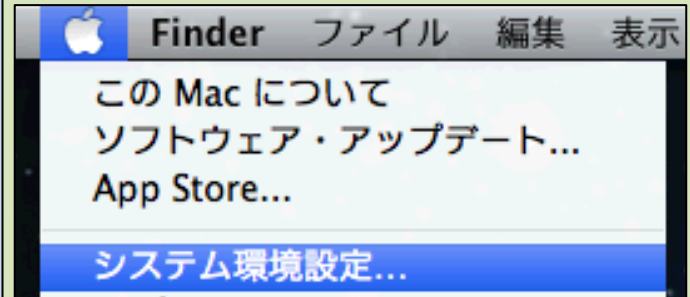 Finder ファイル 編集 表示
この Mac について
ソフトウェア・アップデート...
App Store...
システム環境設定...